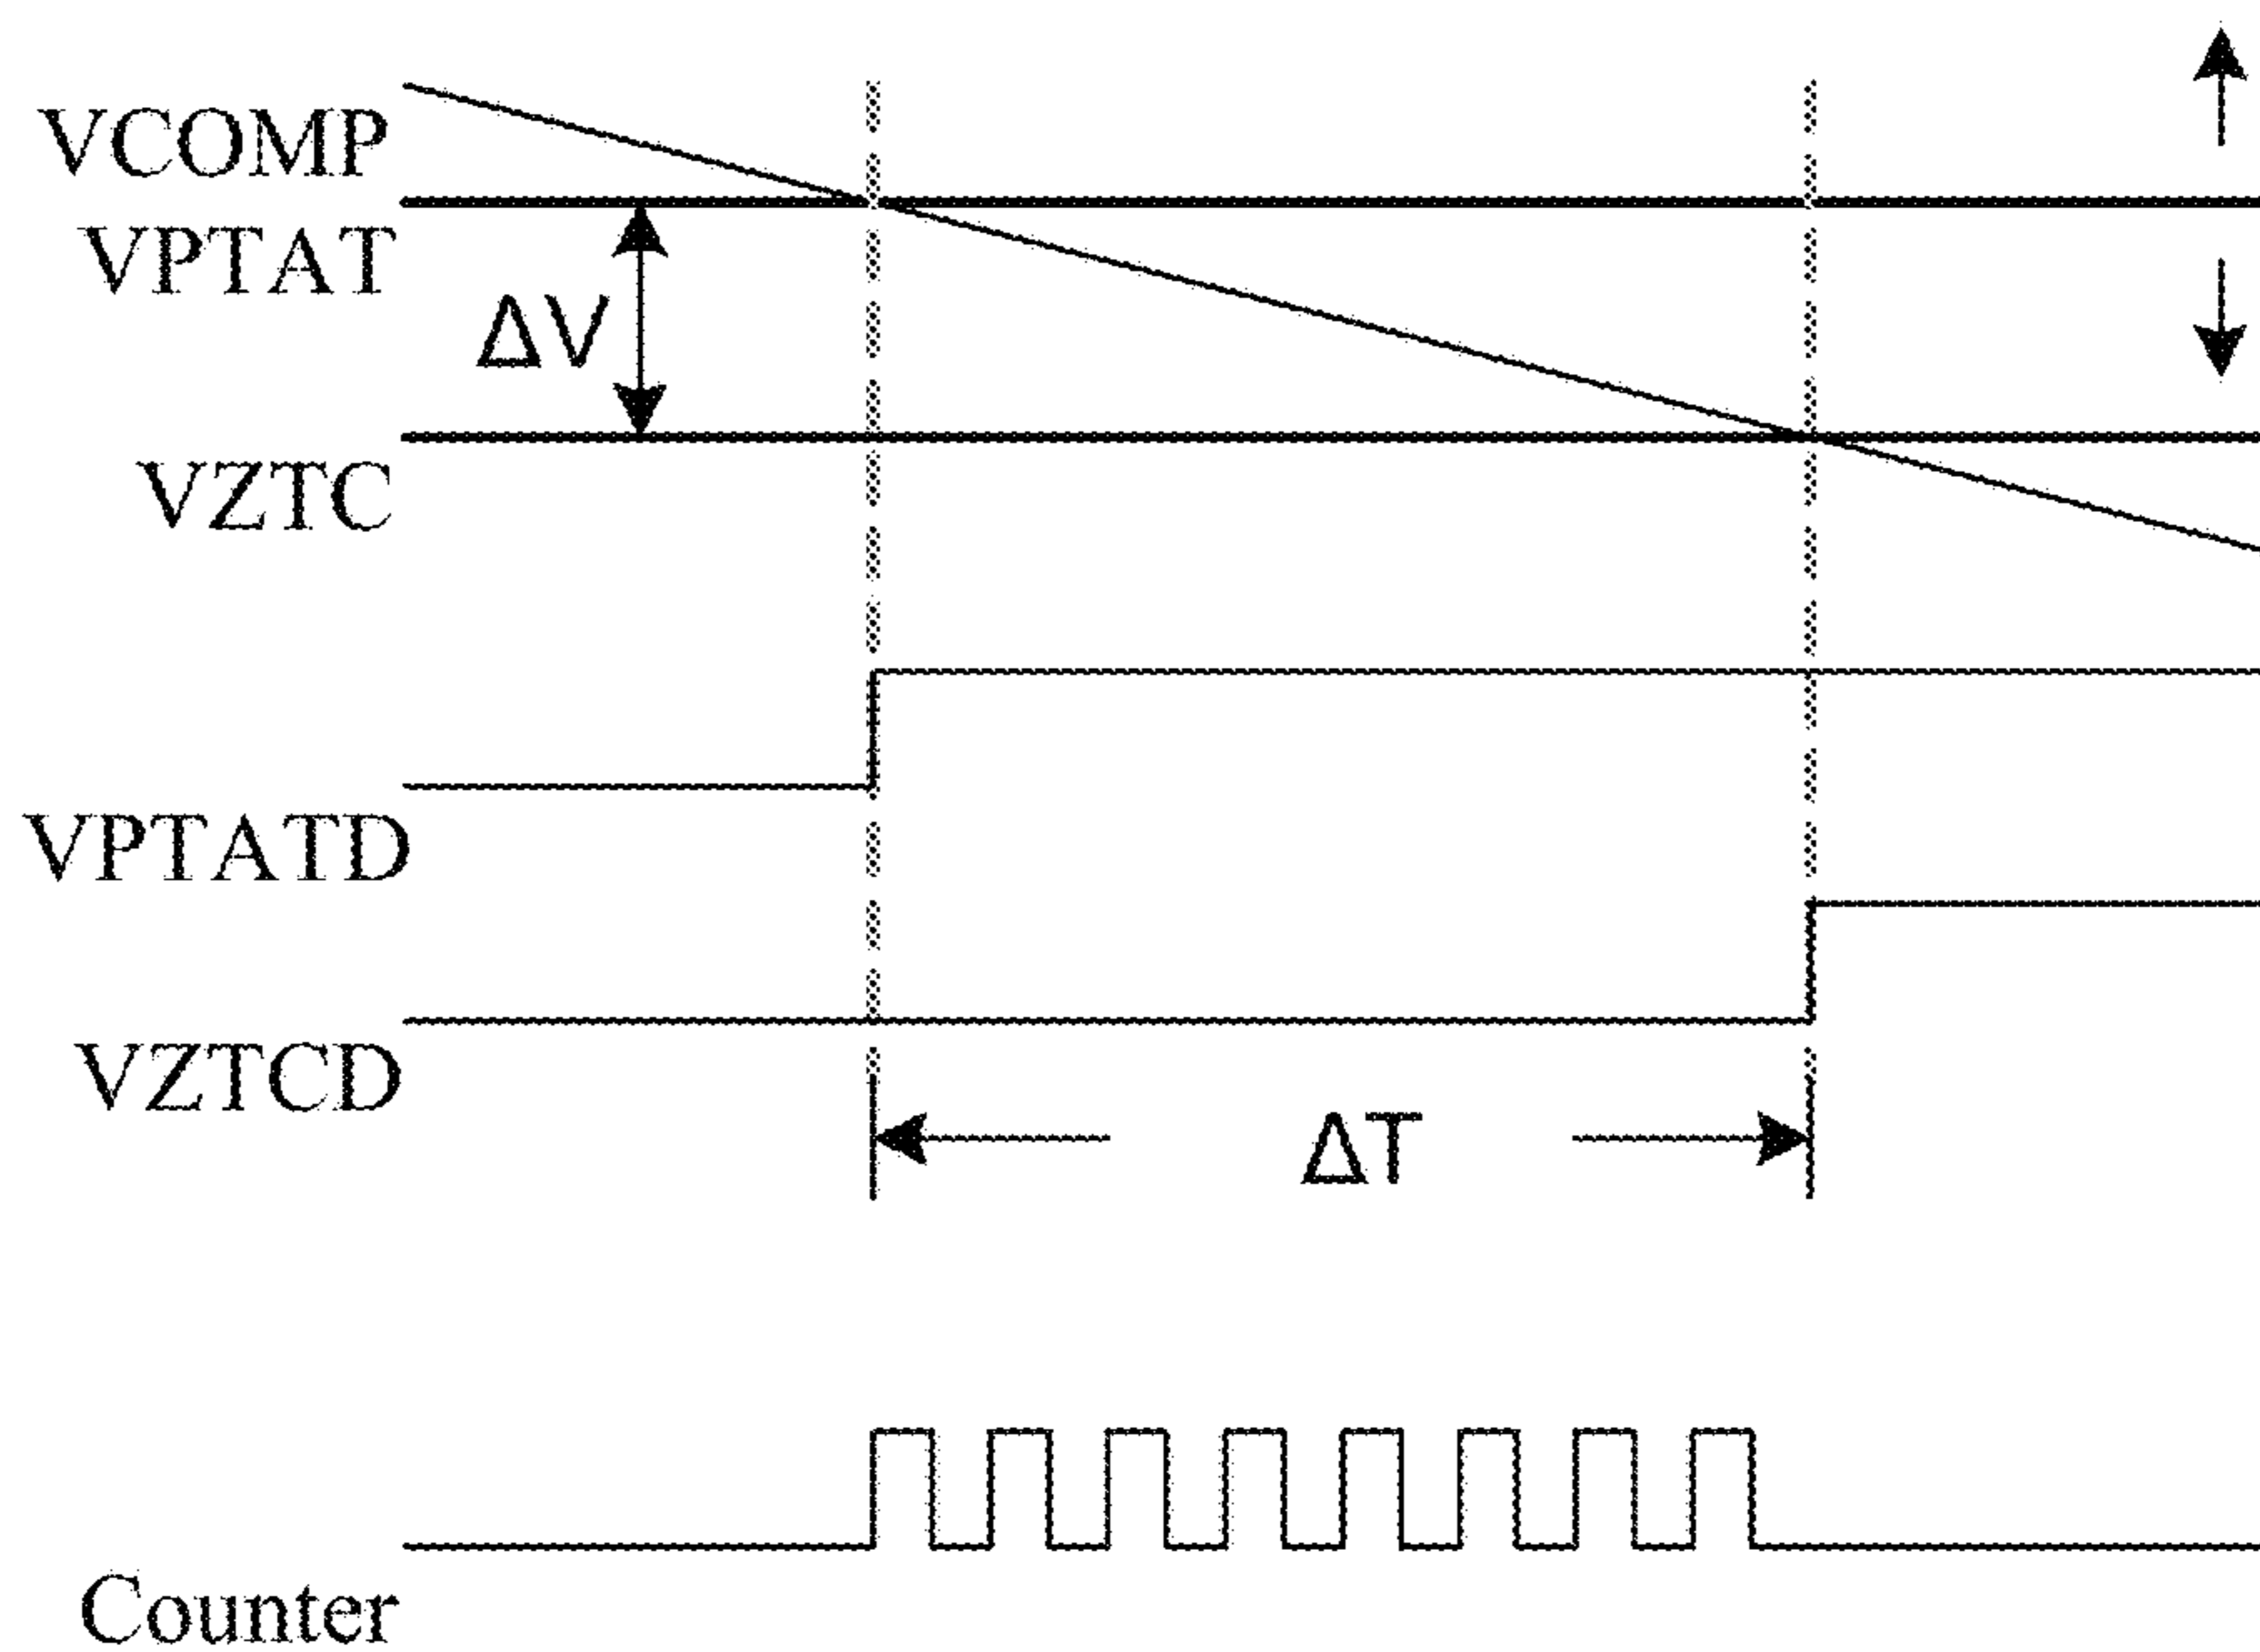 VCOMP
VPTAT
ΔV
VZTC
VPTATD
VZTCD
ΔT
Counter